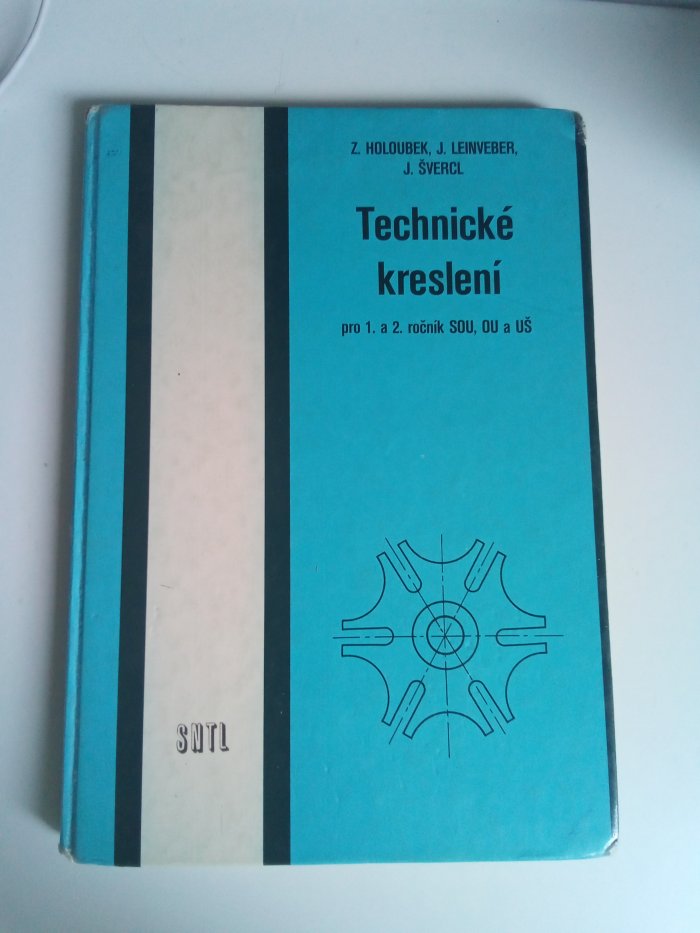 Z. HOLOUBEK, J. LEINVEBER,
J. ŠVERCL
Technické
kreslení
pro 1. a 2. ročník SOU, OU a UŠ
SNTL